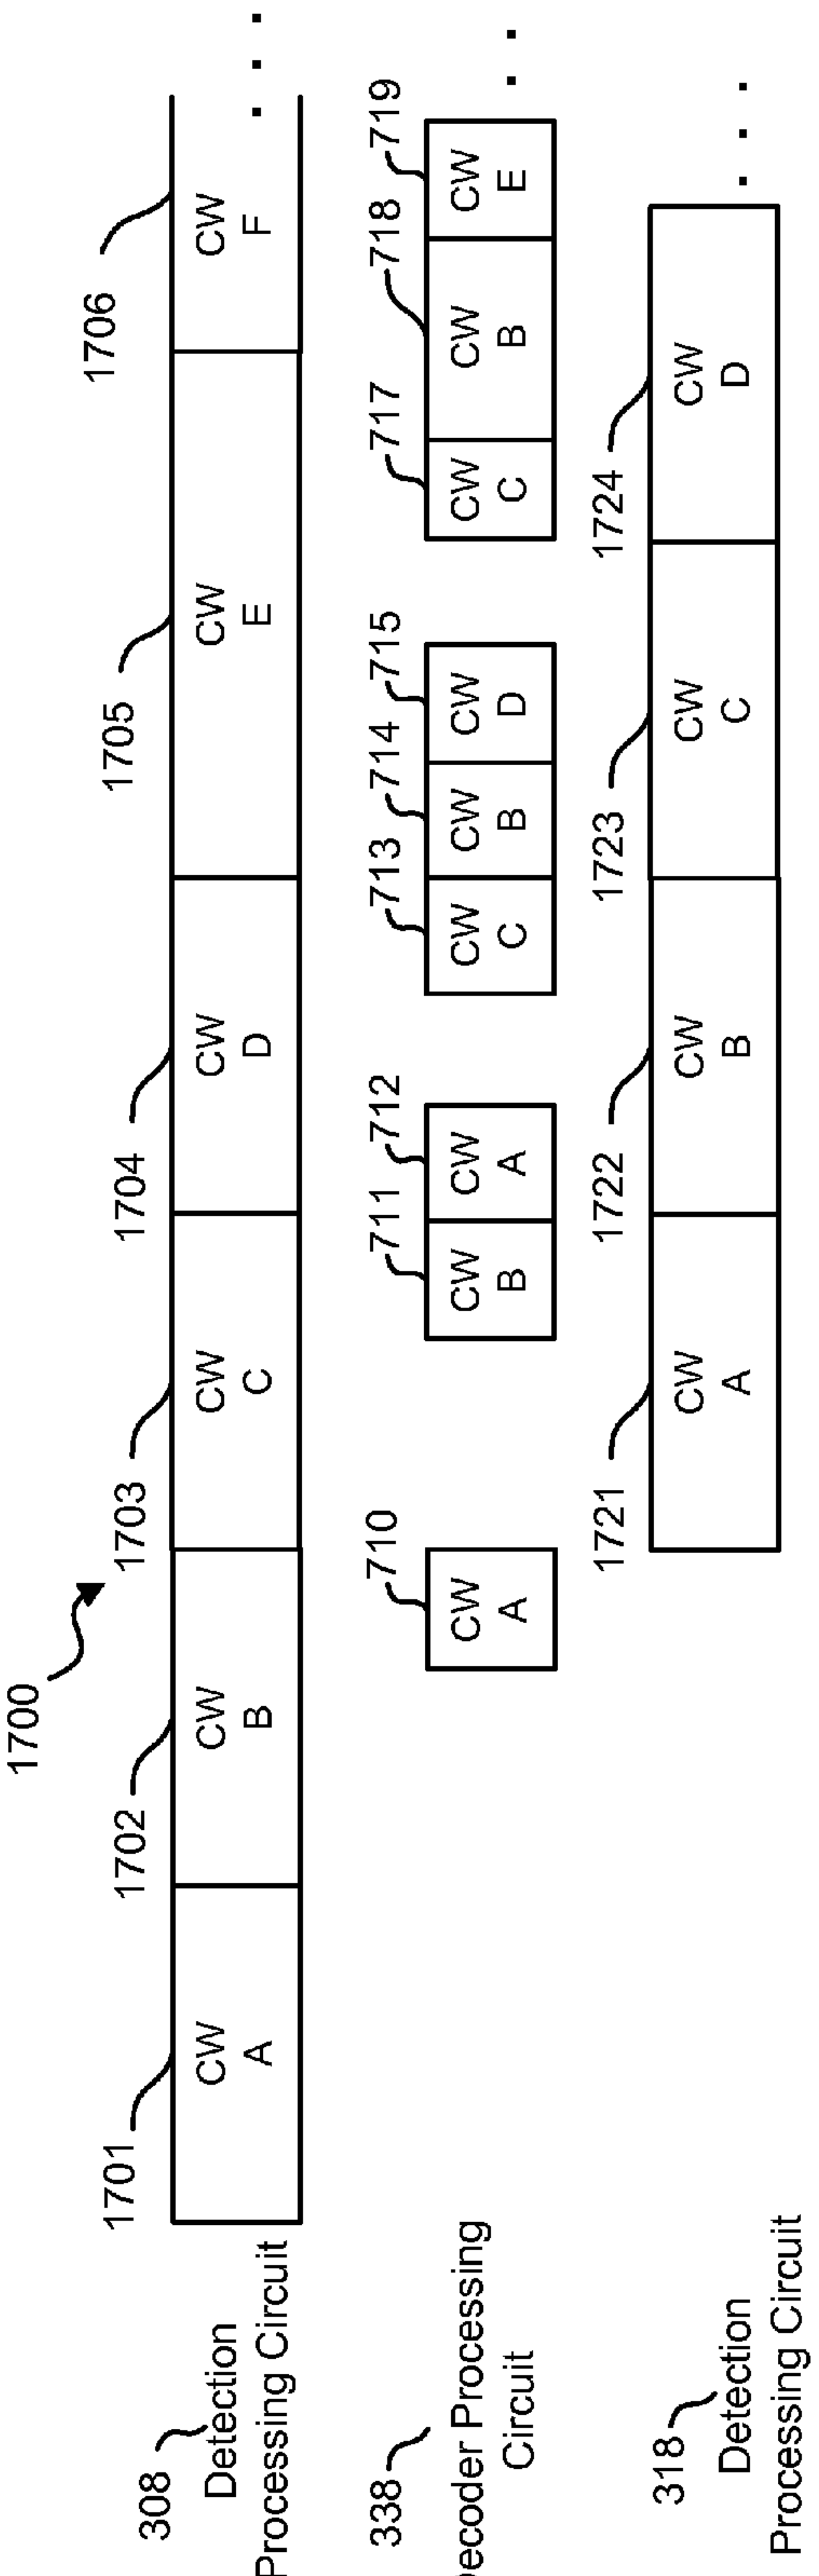 1700
1701
1702
1703
1704
1705
1706
308
Detection
Processing Circuit
CW
A
CW
B
CW
C
CW
D
CW
E
CW
F
. . .
710
711
712
713
714
715
717
718
719
338
ecoder Processing
Circuit
CW
A
CW
B
CW
A
CW
C
CW
B
CW
D
CW
C
CW
B
CW
E
. .
1721
1722
1723
1724
318
Detection
Processing Circuit
CW
A
CW
B
CW
C
CW
D
. . .